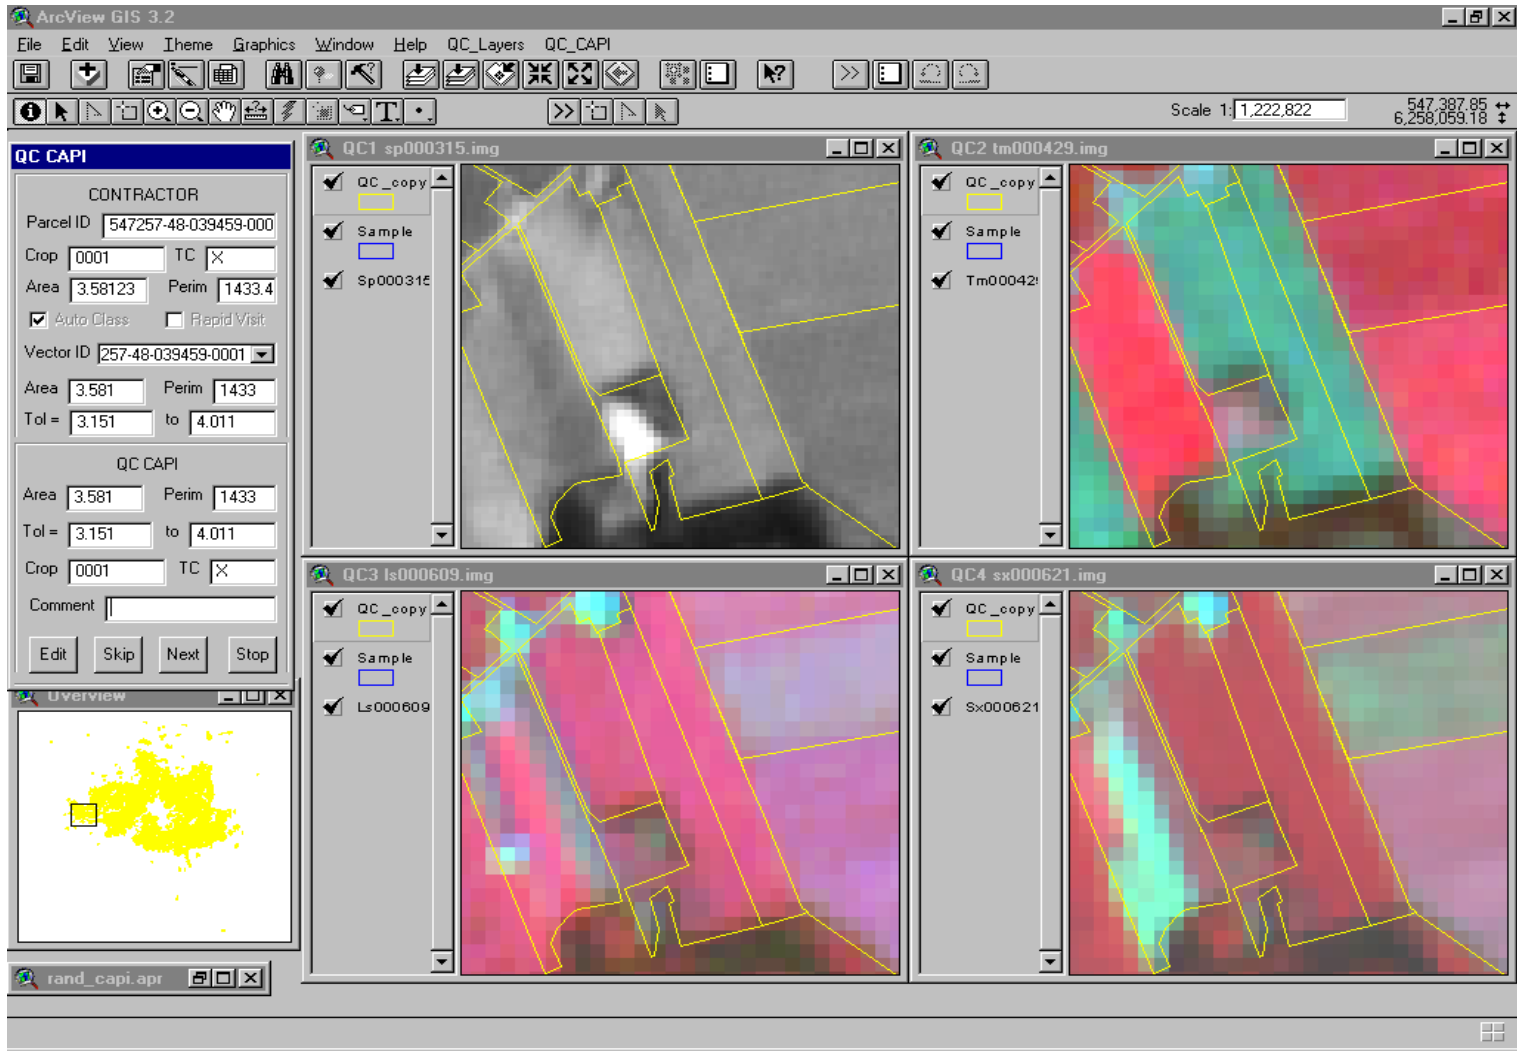 ArcView GIS 3.2
File Edit View Theme Graphics Window Help QC_Layers QC_CAPI
Scale 1: 1,222,822
547,387.85
6,258,059.18
QC CAPI
CONTRACTOR
Parcel ID 547257-48-039459-000
Crop 0001 TC X
Area 3.58123 Perim 1433.4
Auto Class Rapid Visit
Vector ID 257-48-039459-0001
Area 3.581 Perim 1433
Tol = 3.151 to 4.011
QC CAPI
Area 3.581 Perim 1433
Tol = 3.151 to 4.011
Crop 0001 TC X
Comment
Edit Skip Next Stop
Overview
rand_capi.apr
QC1 sp000315.img
QC_copy
Sample
Sp000315
QC2 tm000429.img
QC_copy
Sample
Tm00042
QC3 ls000609.img
QC_copy
Sample
Ls000609
QC4 sx000621.img
QC_copy
Sample
Sx000621